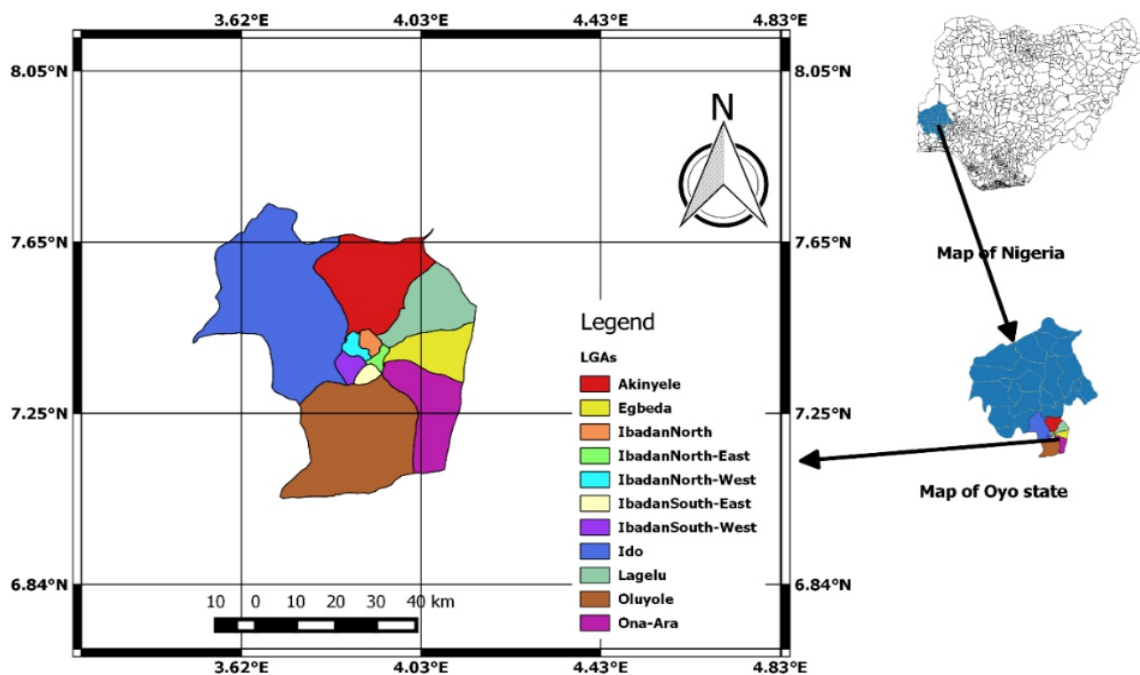 3.62°E 4.03°E 4.43°E 4.83°E
8.05°N 8.05°N
N
7.65°N 7.65°N
Map of Nigeria
Legend
LGAs
Akinyele
Egbeda
7.25°N 7.25°N
IbadanNorth
IbadanNorth-East
IbadanNorth-West
Map of Oyo state
IbadanSouth-East
IbadanSouth-West
Ido
Lagelu
6.84°N 6.84°N
Oluyole
10 0 10 20 30 40 km
Ona-Ara
3.62°E 4.03°E 4.43°E 4.83°E